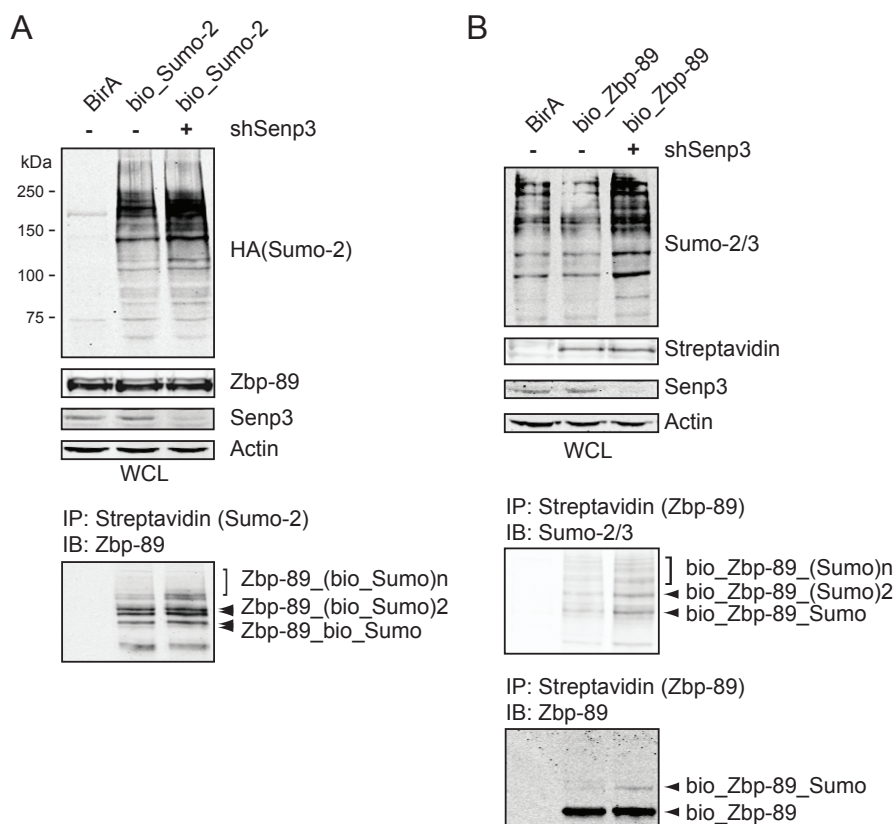 A
BirA
bio_Sumo-2
bio_Sumo-2
- - + shSenp3
kDa
250
150
100
75
HA(Sumo-2)
Zbp-89
Senp3
Actin
WCL
IP: Streptavidin (Sumo-2)
IB: Zbp-89
Zbp-89_(bio_Sumo)n
Zbp-89_(bio_Sumo)2
Zbp-89_bio_Sumo
B
BirA
bio_Zbp-89
bio_Zbp-89
- - + shSenp3
Sumo-2/3
Streptavidin
Senp3
Actin
WCL
IP: Streptavidin (Zbp-89)
IB: Sumo-2/3
bio_Zbp-89_(Sumo)n
bio_Zbp-89_(Sumo)2
bio_Zbp-89_Sumo
IP: Streptavidin (Zbp-89)
IB: Zbp-89
bio_Zbp-89_Sumo
bio_Zbp-89